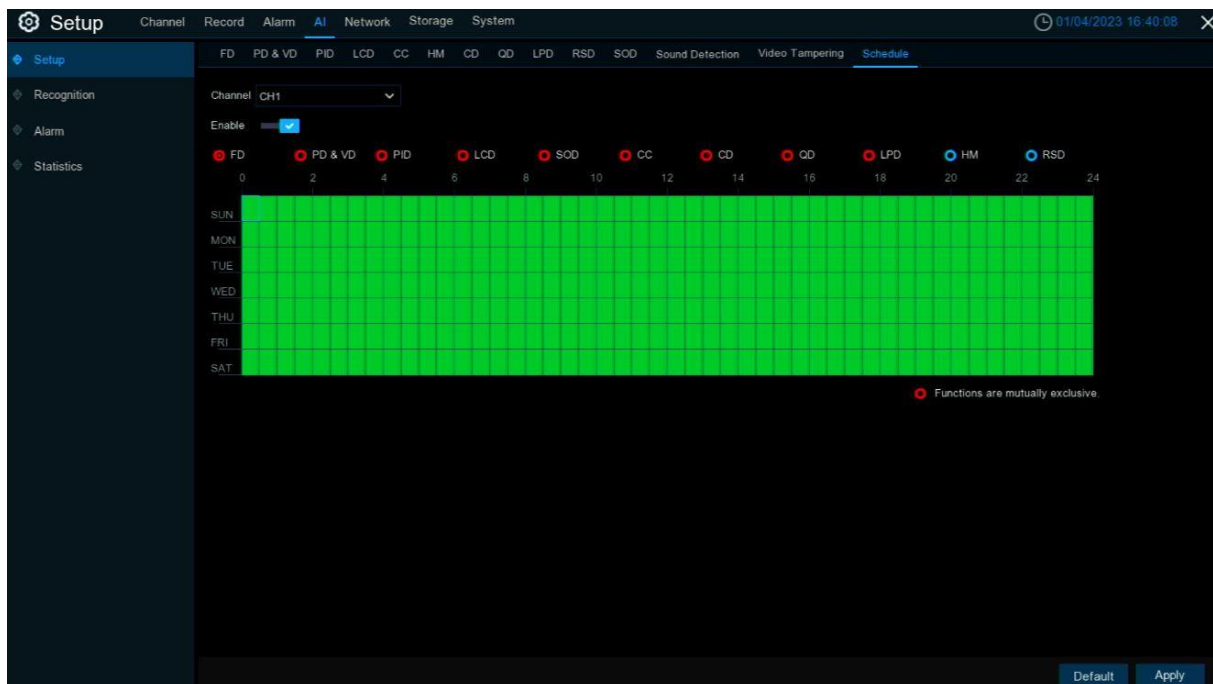 Setup Channel Record Alarm AI Network Storage System 01/04/2023 16:40:08
Setup
Recognition
Alarm
Statistics
FD PD & VD PID LCD CC HM CD QD LPD RSD SOD Sound Detection Video Tampering Schedule
Channel CH1
Enable
FD PD & VD PID LCD SOD CC CD QD LPD HM RSD
0 2 4 6 8 10 12 14 16 18 20 22 24
SUN
MON
TUE
WED
THU
FRI
SAT
Functions are mutually exclusive.
Default Apply